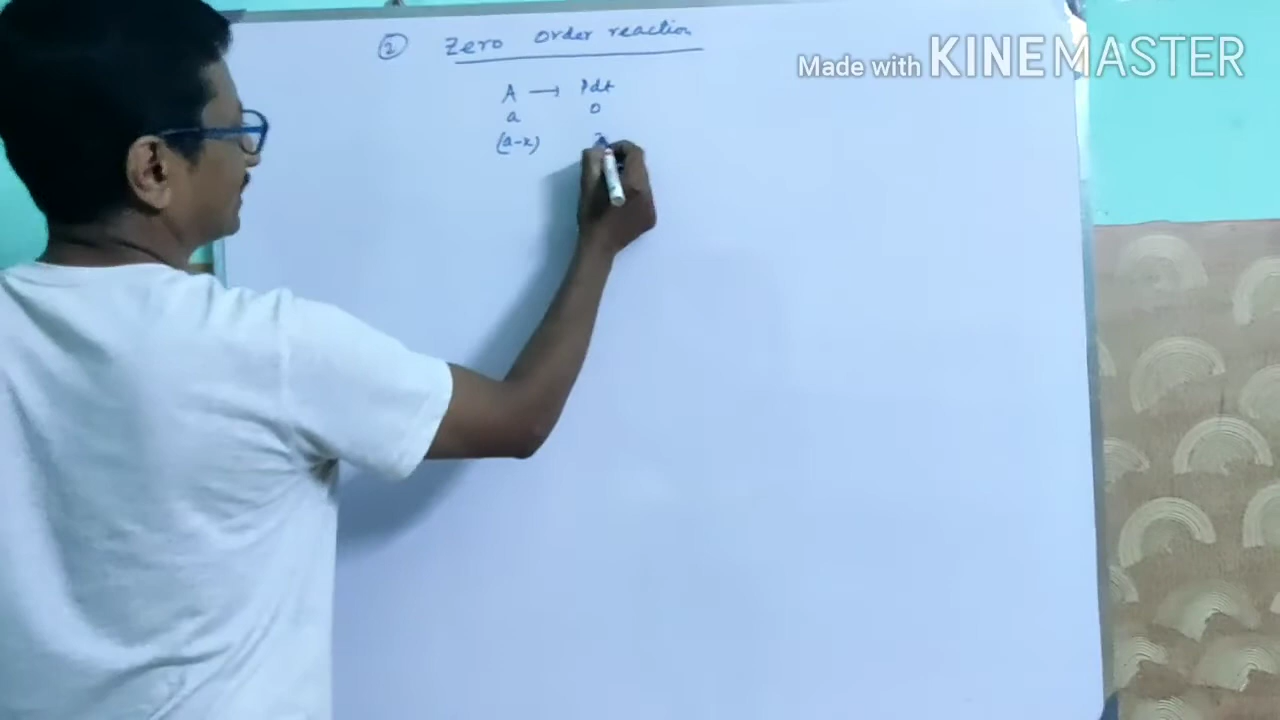 ② Zero order reaction
A → Pdt
a 0
(a-x)
Made with KINEMASTER